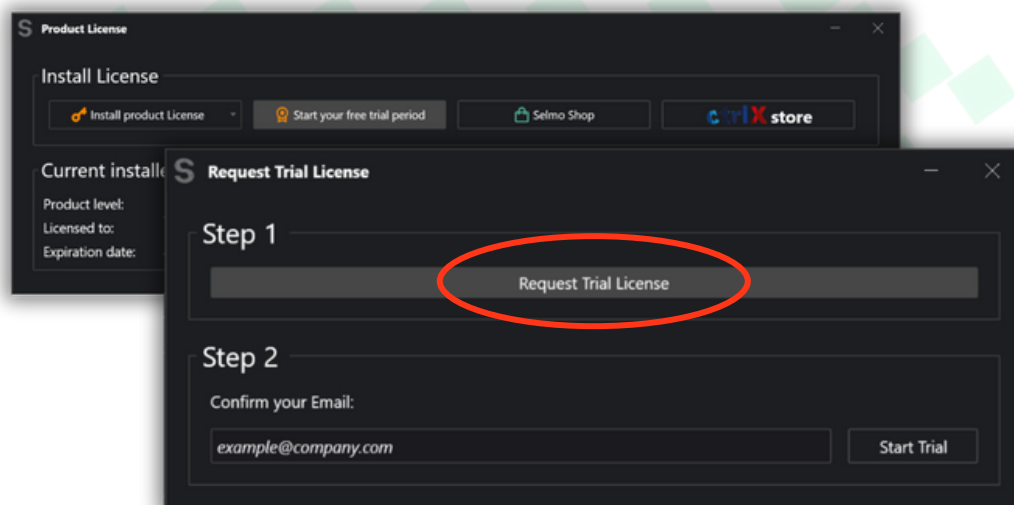 S Product License
Install License
Install product License
Start your free trial period
Selmo Shop
ctrlX store
Current installe
Product level:
Licensed to:
Expiration date:
S Request Trial License
Step 1
Request Trial License
Step 2
Confirm your Email:
example@company.com
Start Trial